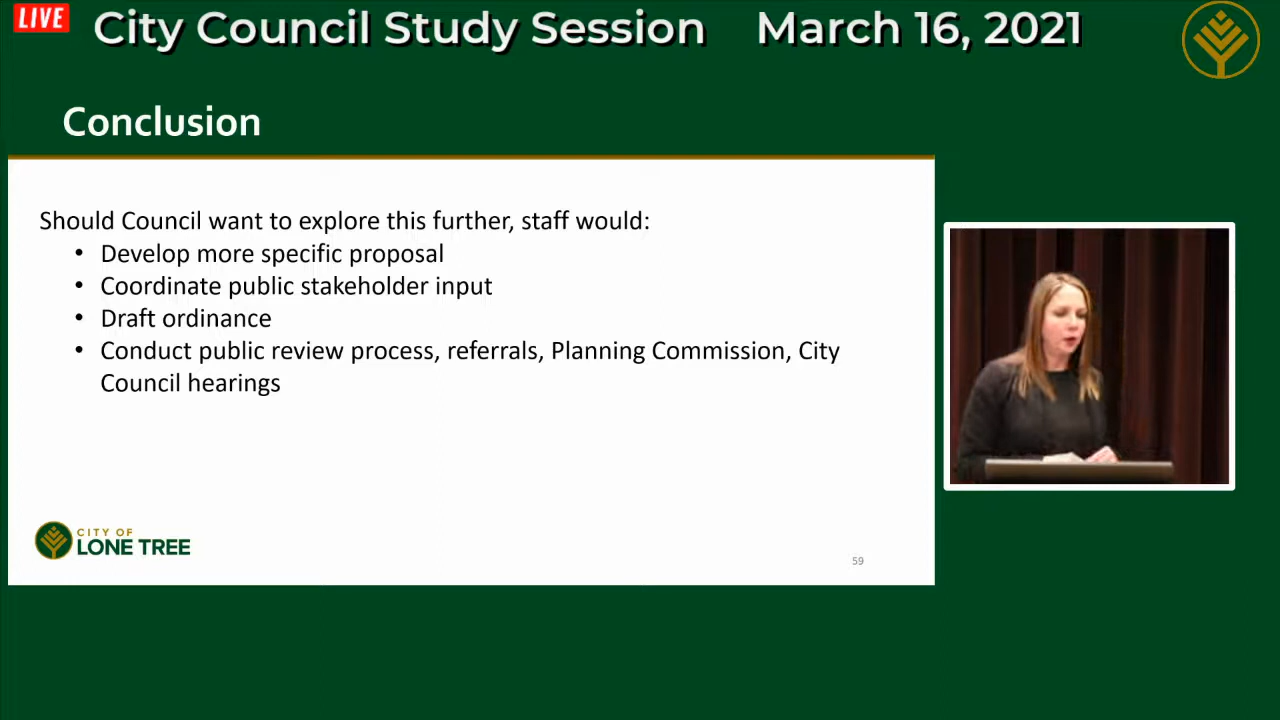 LIVE
City Council Study Session March 16, 2021
Conclusion
Should Council want to explore this further, staff would:
• Develop more specific proposal
• Coordinate public stakeholder input
• Draft ordinance
• Conduct public review process, referrals, Planning Commission, City
Council hearings
CITY OF
LONE TREE
59